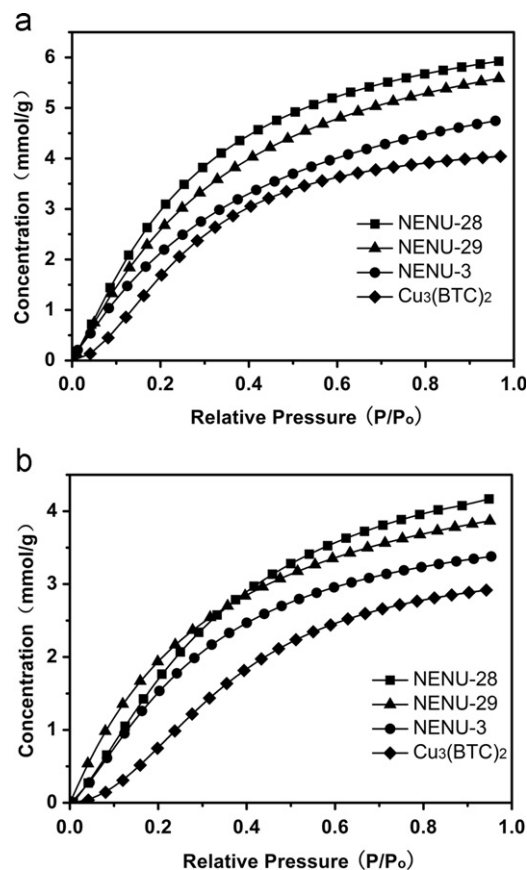 a
6
5
4
3
2
1
0
Concentration（mmol/g）
NENU-28
NENU-29
NENU-3
Cu₃(BTC)₂
0.0 0.2 0.4 0.6 0.8 1.0
Relative Pressure（P/Po）
b
4
3
2
1
0
Concentration（mmol/g）
NENU-28
NENU-29
NENU-3
Cu₃(BTC)₂
0.0 0.2 0.4 0.6 0.8 1.0
Relative Pressure（P/Po）